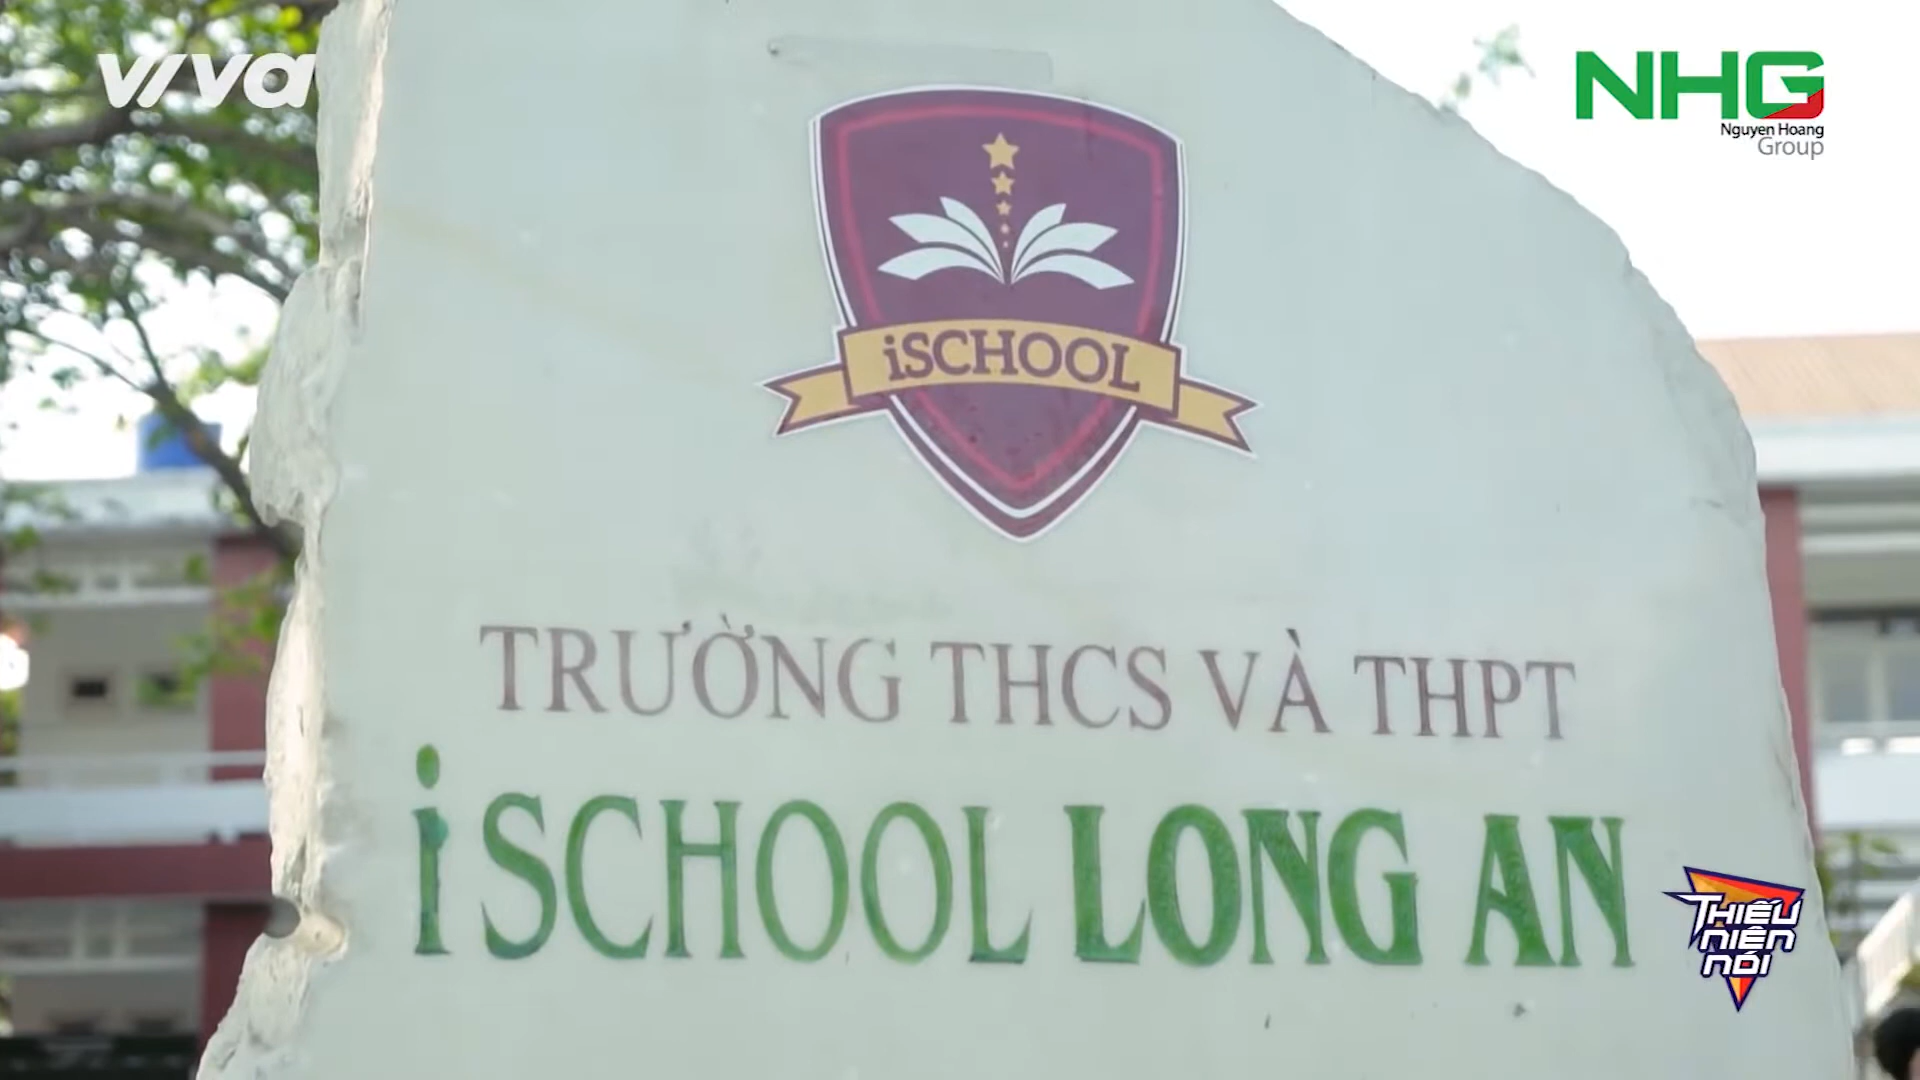 viva
NHG
Nguyen Hoang
Group
iSCHOOL
TRƯỜNG THCS VÀ THPT
iSCHOOL LONG AN
THIẾU
NIÊN
NÓI